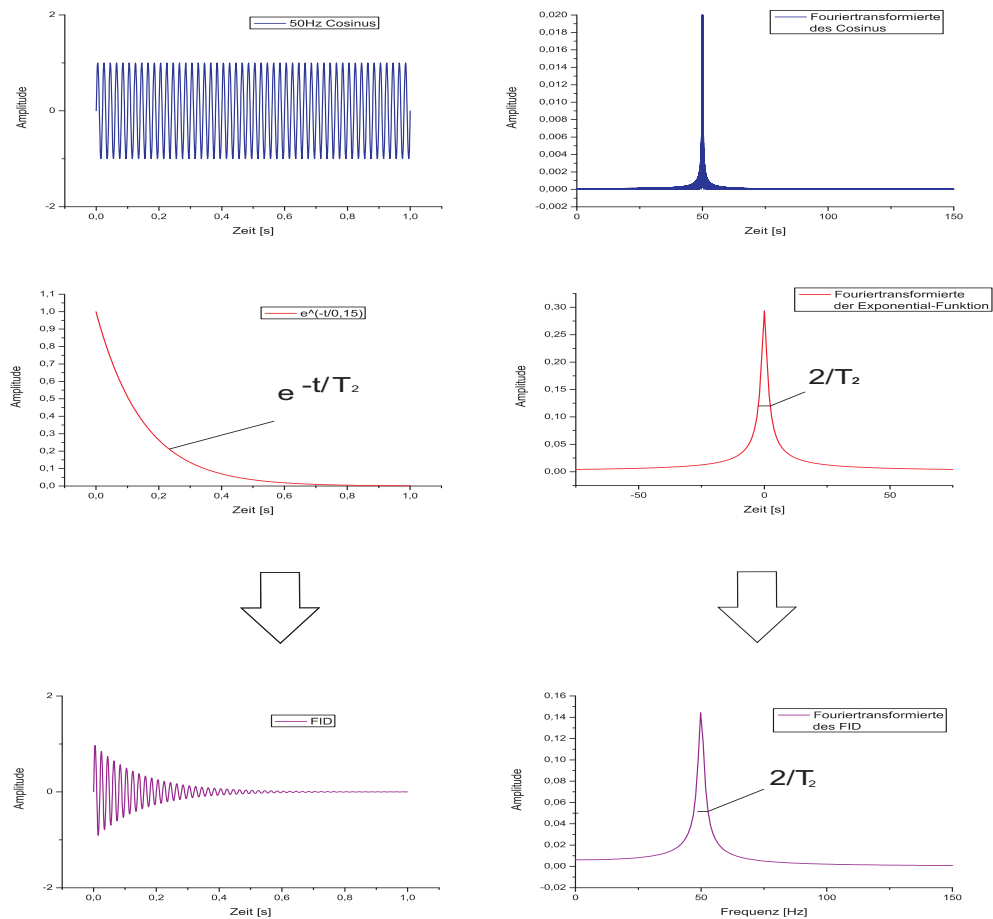 50Hz Cosinus
2
0
-2
Amplitude
0,0 0,2 0,4 0,6 0,8 1,0
Zeit [s]
Fouriertransformierte
des Cosinus
0,020
0,018
0,016
0,014
0,012
0,010
0,008
0,006
0,004
0,002
0,000
-0,002
Amplitude
0 50 100 150
Zeit [s]
e^(-t/0,15)
1,1
1,0
0,9
0,8
0,7
0,6
0,5
0,4
0,3
0,2
0,1
0,0
Amplitude
e -t/T2
0,0 0,2 0,4 0,6 0,8 1,0
Zeit [s]
Fouriertransformierte
der Exponential-Funktion
0,30
0,25
0,20
0,15
0,10
0,05
0,00
Amplitude
2/T2
-50 0 50
Zeit [s]
FID
2
0
-2
Amplitude
0,0 0,2 0,4 0,6 0,8 1,0
Zeit [s]
Fouriertransformierte
des FID
0,16
0,14
0,12
0,10
0,08
0,06
0,04
0,02
0,00
-0,02
Amplitude
2/T2
0 50 100 150
Frequenz [Hz]